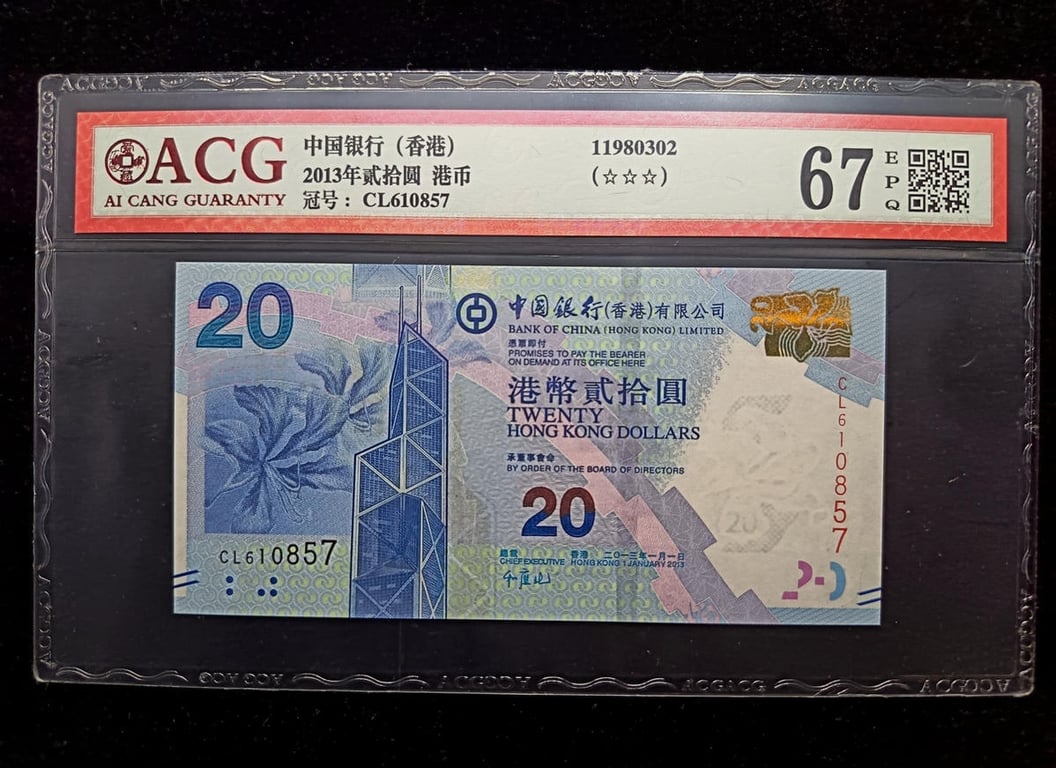 ACG
AI CANG GUARANTY
中国银行（香港）
2013年贰拾圆 港币
冠号：CL610857
11980302
(☆☆☆)
67
EPQ
20
中國銀行(香港)有限公司
BANK OF CHINA (HONG KONG) LIMITED
憑票即付
PROMISES TO PAY THE BEARER
ON DEMAND AT ITS OFFICE HERE
港幣貳拾圓
TWENTY
HONG KONG DOLLARS
承董事會命
BY ORDER OF THE BOARD OF DIRECTORS
20
總裁 香港 二〇一三年一月一日
CHIEF EXECUTIVE HONG KONG 1 JANUARY 2013
CL610857
CL610857
20
20